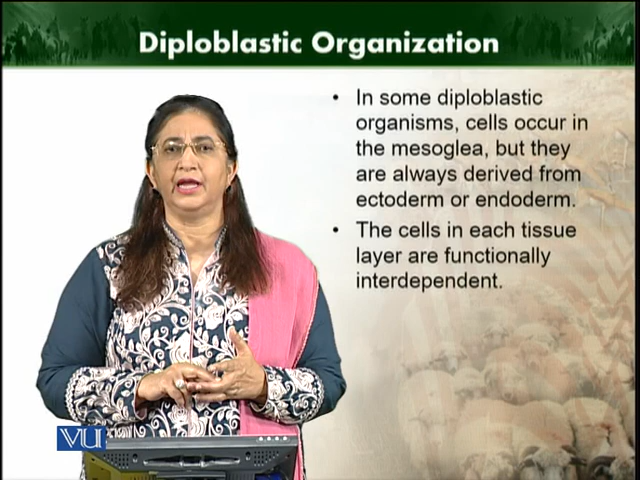 Diploblastic Organization
• In some diploblastic
organisms, cells occur in
the mesoglea, but they
are always derived from
ectoderm or endoderm.
• The cells in each tissue
layer are functionally
interdependent.
VU